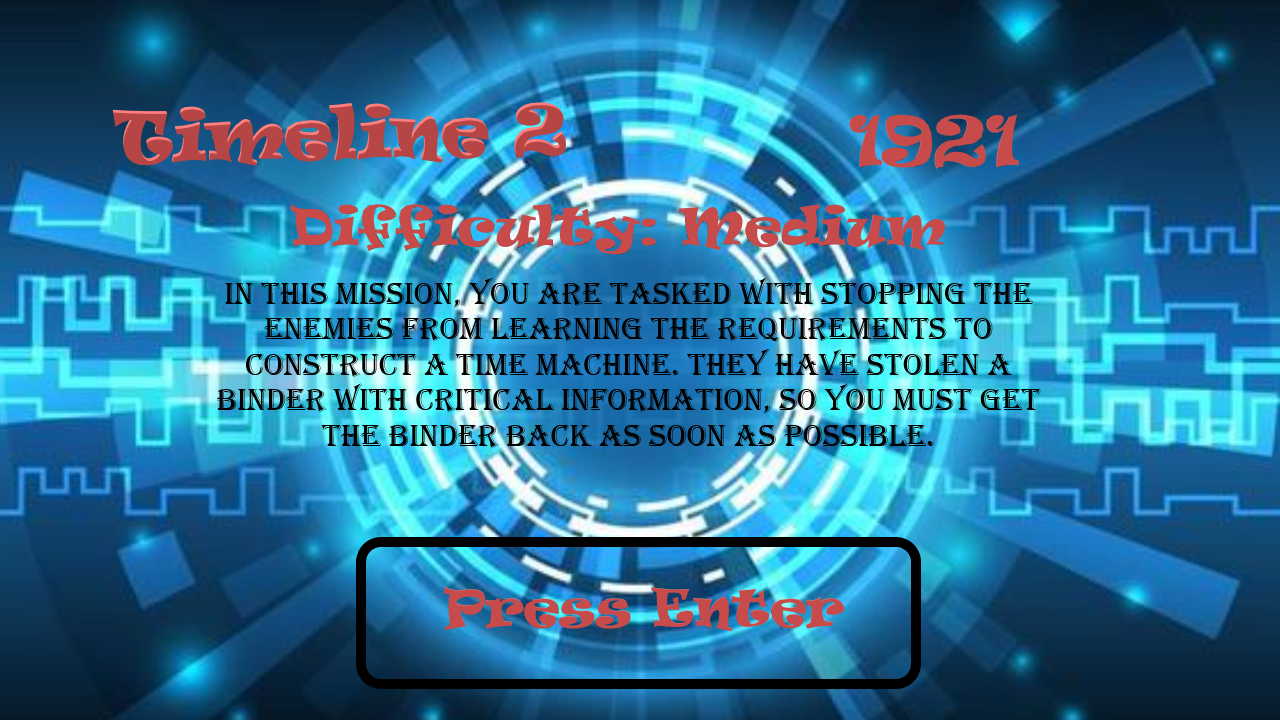 Timeline 2 1921
Difficulty: Medium
IN THIS MISSION, YOU ARE TASKED WITH STOPPING THE
ENEMIES FROM LEARNING THE REQUIREMENTS TO
CONSTRUCT A TIME MACHINE. THEY HAVE STOLEN A
BINDER WITH CRITICAL INFORMATION, SO YOU MUST GET
THE BINDER BACK AS SOON AS POSSIBLE.
Press Enter